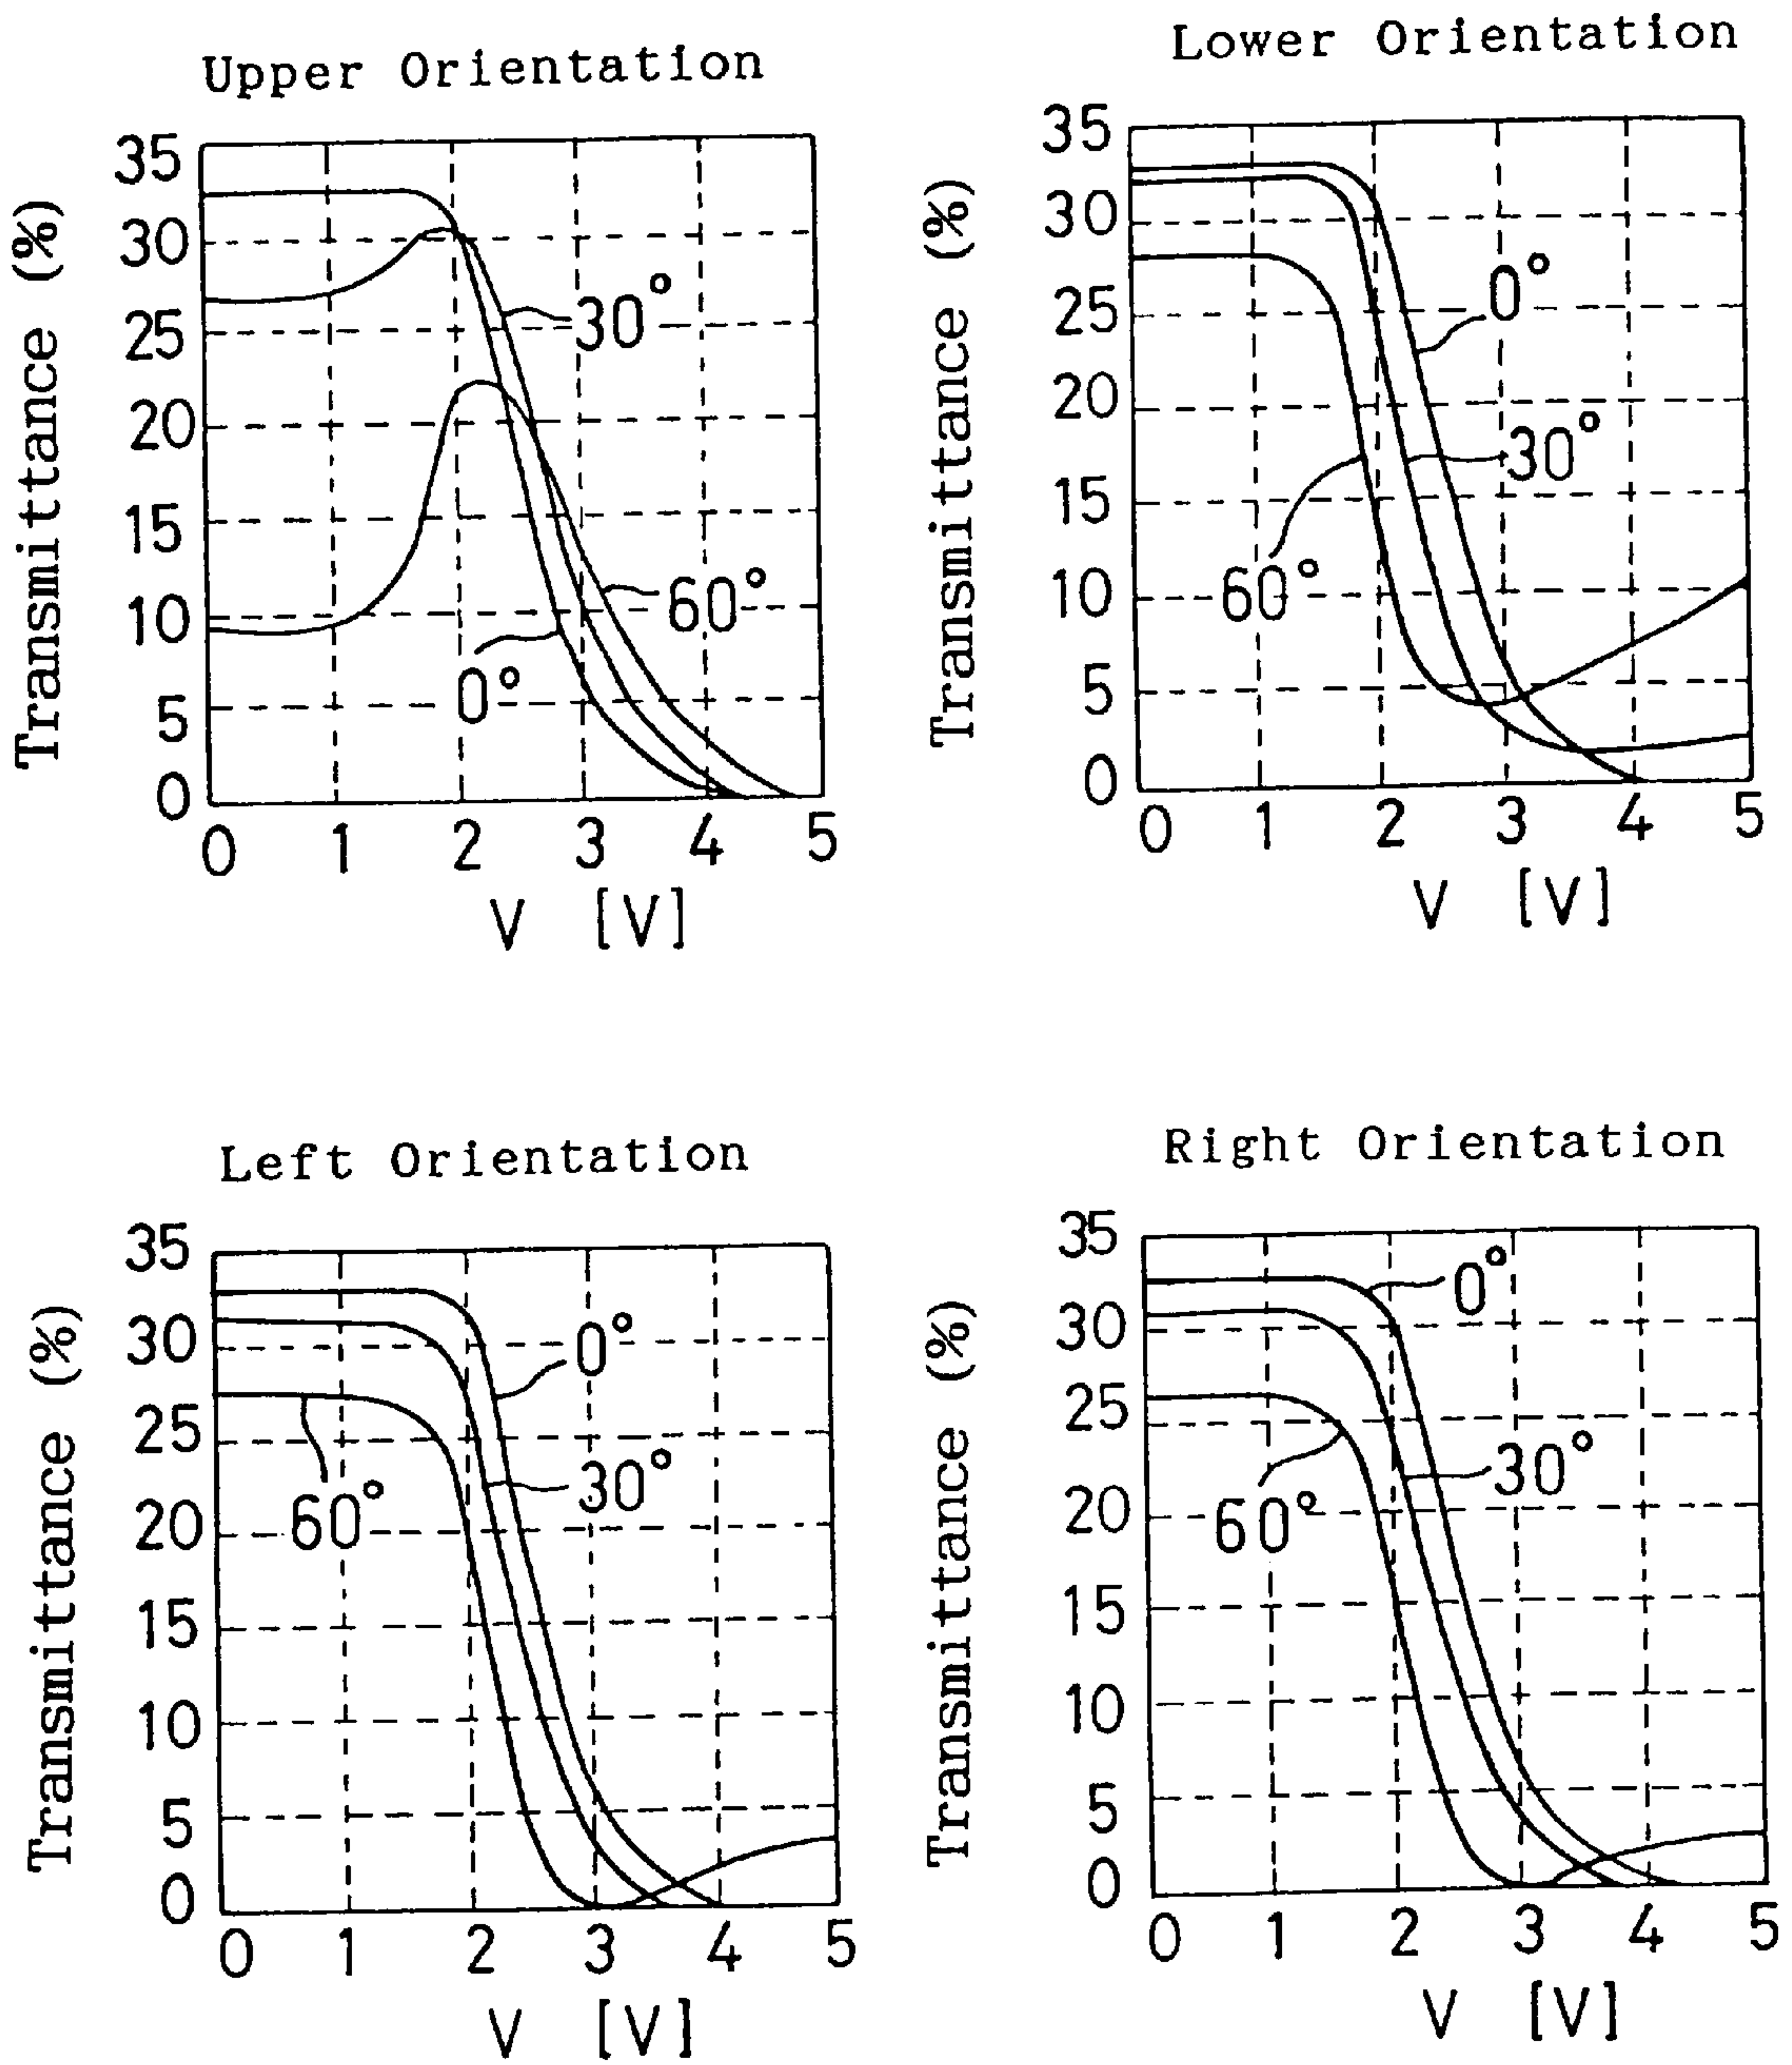 Upper Orientation
Transmittance (%)
35
30
25
20
15
10
5
0
30°
60°
0°
0 1 2 3 4 5
V [V]
Lower Orientation
Transmittance (%)
35
30
25
20
15
10
5
0
0°
30°
60°
0 1 2 3 4 5
V [V]
Left Orientation
Transmittance (%)
35
30
25
20
15
10
5
0
0°
30°
60°
0 1 2 3 4 5
V [V]
Right Orientation
Transmittance (%)
35
30
25
20
15
10
5
0
0°
30°
60°
0 1 2 3 4 5
V [V]